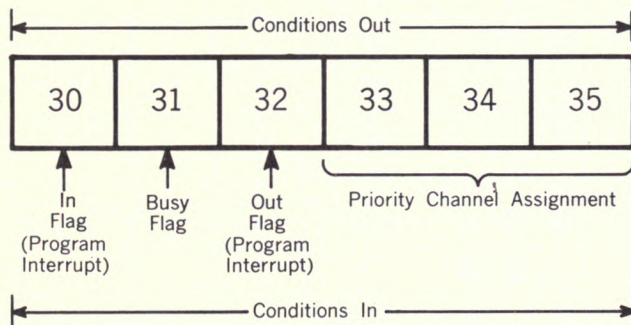 Conditions Out
30 31 32 33 34 35
In
Flag
(Program
Interrupt)
Busy
Flag
Out
Flag
(Program
Interrupt)
Priority Channel Assignment
Conditions In